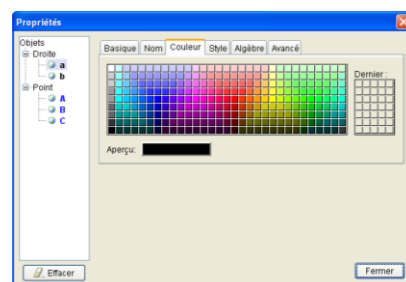 Propriétés
Objets
Droite
a
b
Point
A
B
C
Basique Nom Couleur Style Algèbre Avancé
Dernier :
Aperçu:
Effacer
Fermer